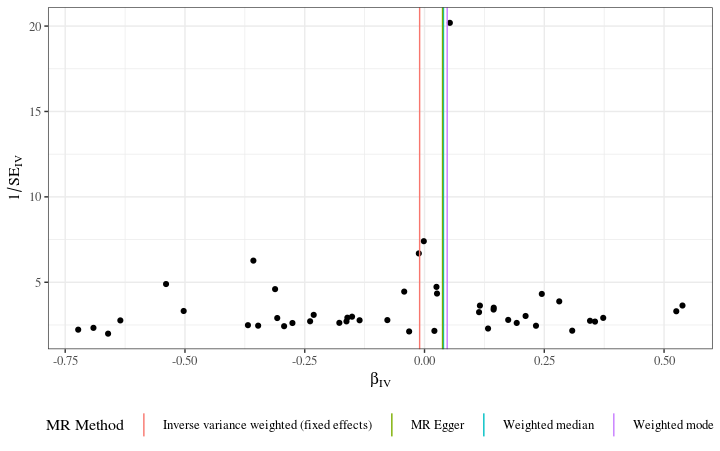 20
15
10
5
1/SE_IV
-0.75
-0.50
-0.25
0.00
0.25
0.50
β_IV
MR Method
Inverse variance weighted (fixed effects)
MR Egger
Weighted median
Weighted mode